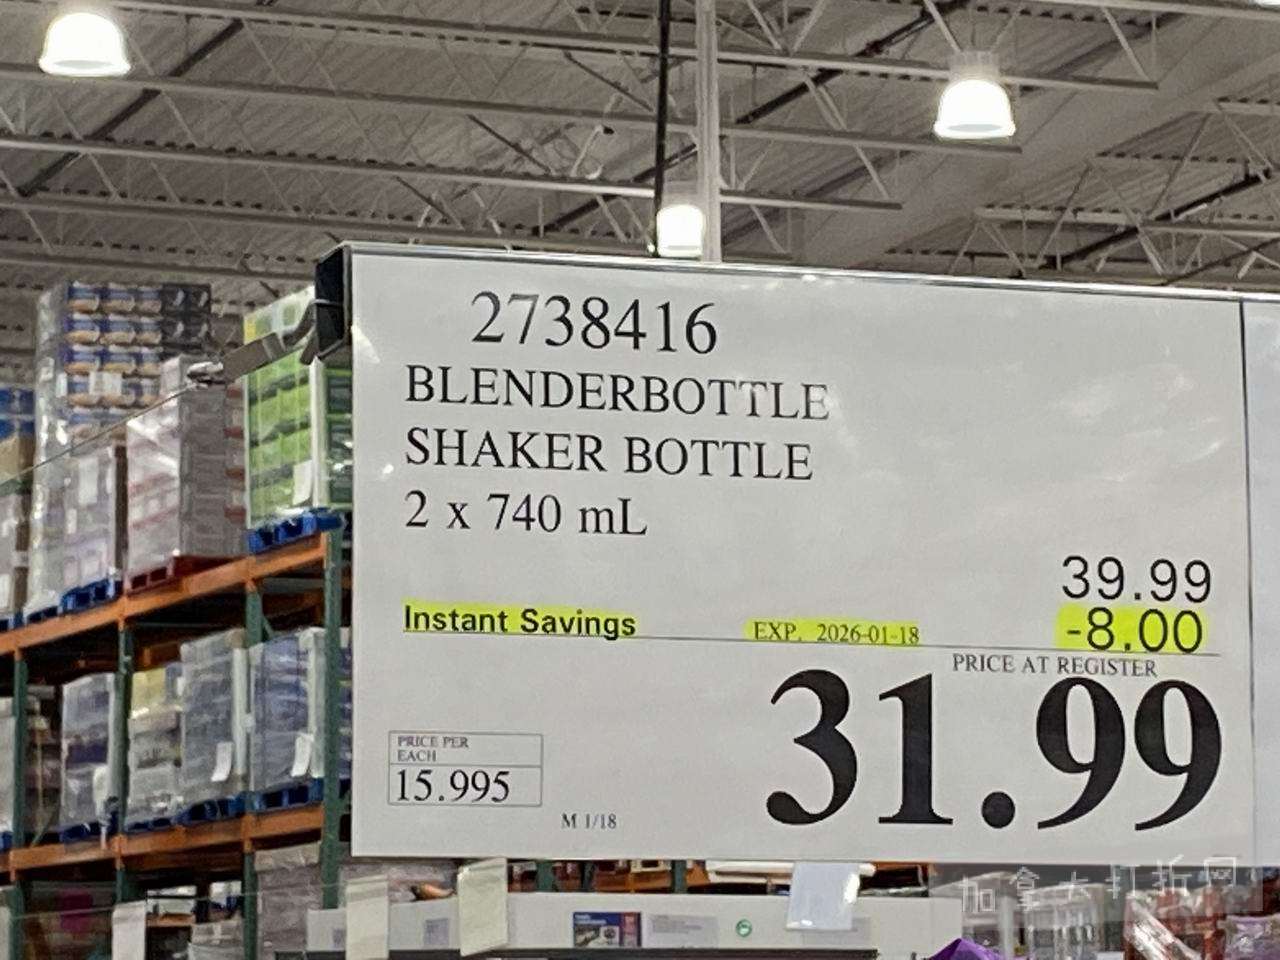 2738416
BLENDERBOTTLE
SHAKER BOTTLE
2 x 740 mL
39.99
Instant Savings EXP. 2026-01-18 -8.00
PRICE AT REGISTER
31.99
PRICE PER
EACH
15.995
M 1/18
加拿大打折网